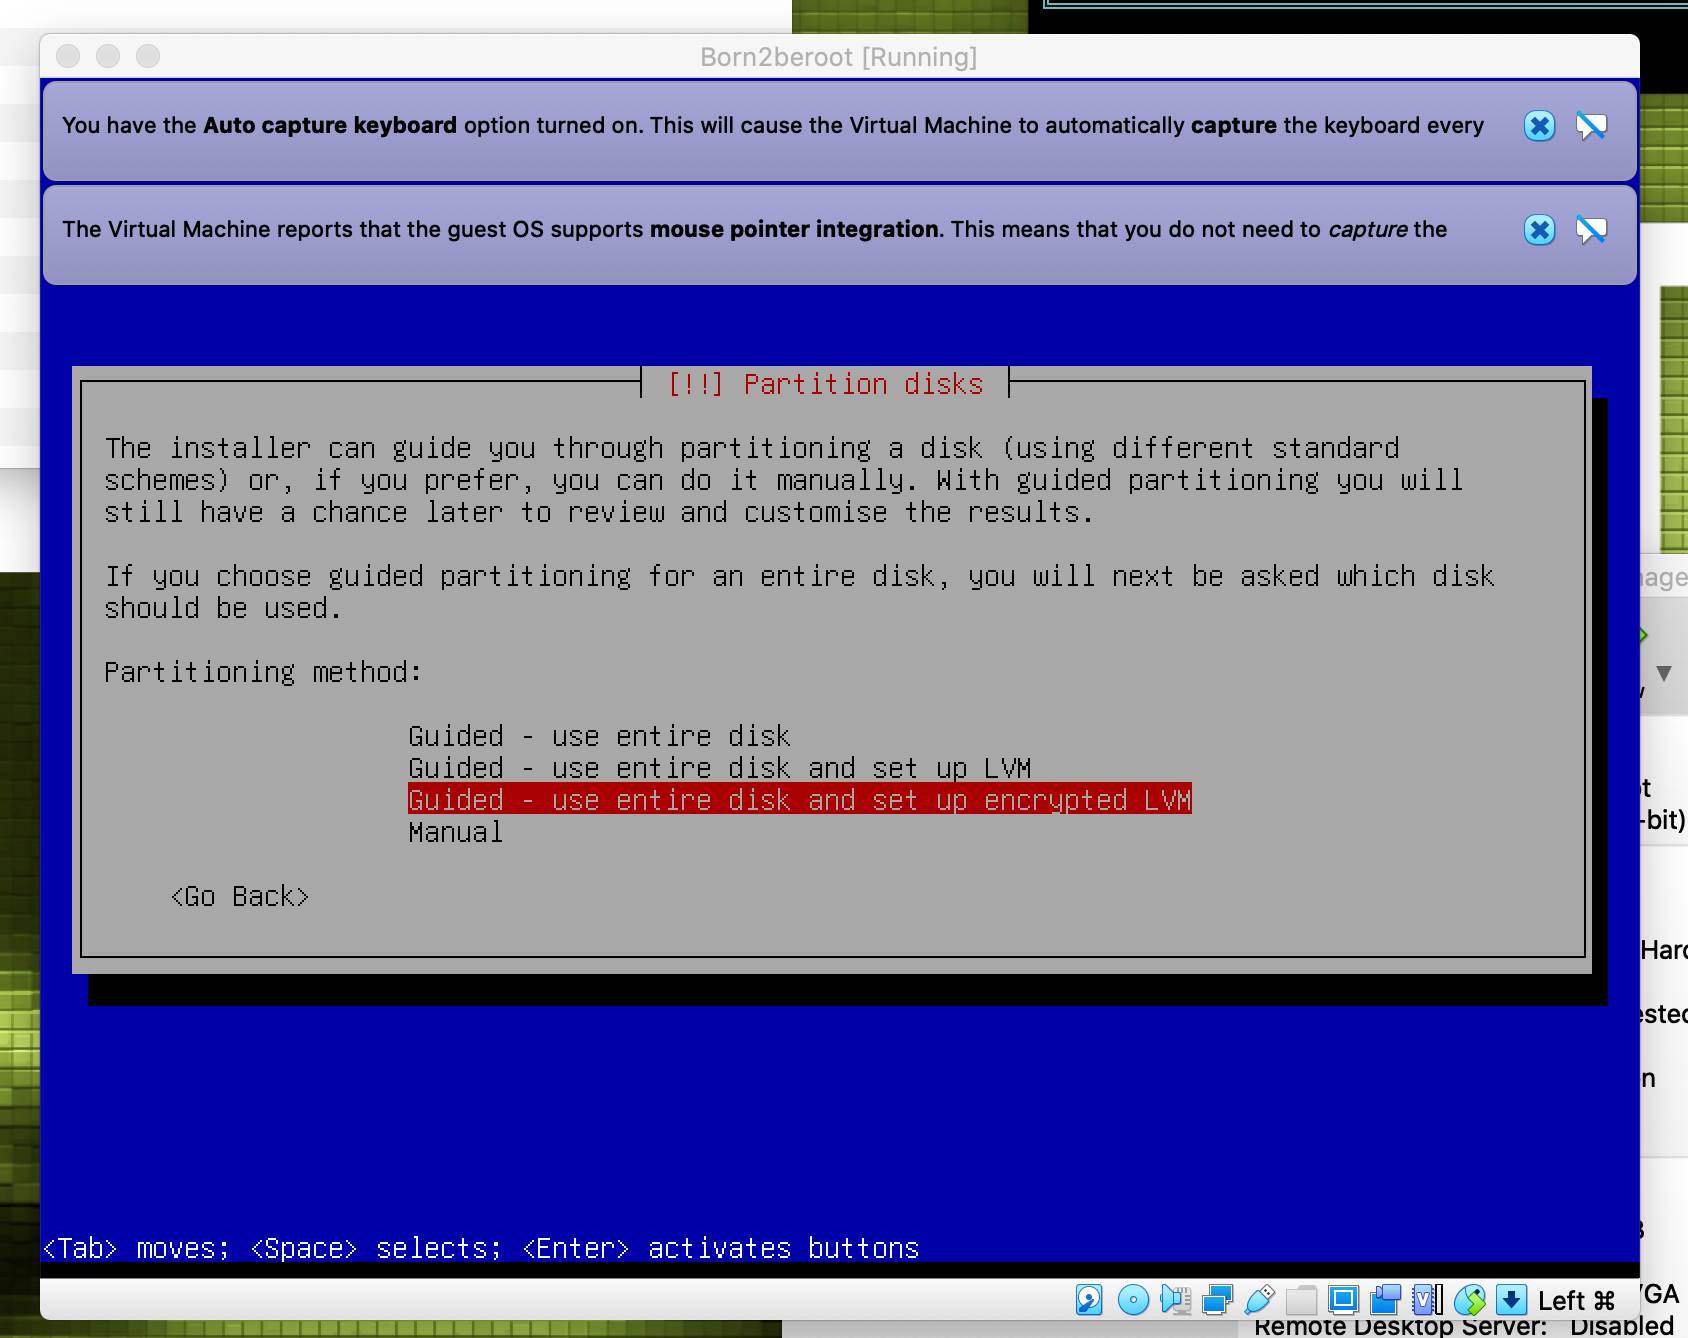 Born2beroot [Running]
You have the Auto capture keyboard option turned on. This will cause the Virtual Machine to automatically capture the keyboard every
The Virtual Machine reports that the guest OS supports mouse pointer integration. This means that you do not need to capture the
[!!] Partition disks
The installer can guide you through partitioning a disk (using different standard
schemes) or, if you prefer, you can do it manually. With guided partitioning you will
still have a chance later to review and customise the results.
If you choose guided partitioning for an entire disk, you will next be asked which disk
should be used.
Partitioning method:
Guided - use entire disk
Guided - use entire disk and set up LVM
Guided - use entire disk and set up encrypted LVM
Manual
<Go Back>
<Tab> moves; <Space> selects; <Enter> activates buttons
Left ⌘
-bit)
Remote Desktop Server: Disabled